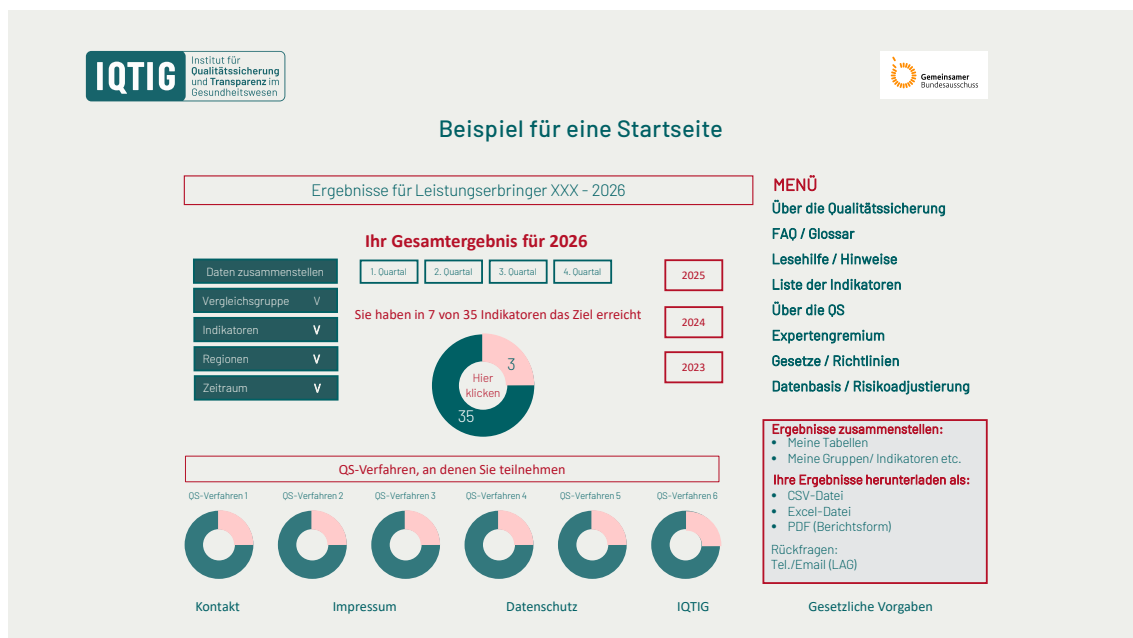 IQTIG
Institut für
Qualitätssicherung
und Transparenz im
Gesundheitswesen
Gemeinsamer
Bundesausschuss
Beispiel für eine Startseite
Ergebnisse für Leistungserbringer XXX - 2026
Ihr Gesamtergebnis für 2026
Daten zusammenstellen
Vergleichsgruppe V
Indikatoren V
Regionen V
Zeitraum V
1. Quartal
2. Quartal
3. Quartal
4. Quartal
Sie haben in 7 von 35 Indikatoren das Ziel erreicht
3
Hier
klicken
35
2025
2024
2023
QS-Verfahren, an denen Sie teilnehmen
QS-Verfahren 1
QS-Verfahren 2
QS-Verfahren 3
QS-Verfahren 4
QS-Verfahren 5
QS-Verfahren 6
MENÜ
Über die Qualitätssicherung
FAQ / Glossar
Lesehilfe / Hinweise
Liste der Indikatoren
Über die QS
Expertengremium
Gesetze / Richtlinien
Datenbasis / Risikoadjustierung
Ergebnisse zusammenstellen:
• Meine Tabellen
• Meine Gruppen/ Indikatoren etc.
Ihre Ergebnisse herunterladen als:
• CSV-Datei
• Excel-Datei
• PDF (Berichtsform)
Rückfragen:
Tel./Email (LAG)
Kontakt
Impressum
Datenschutz
IQTIG
Gesetzliche Vorgaben